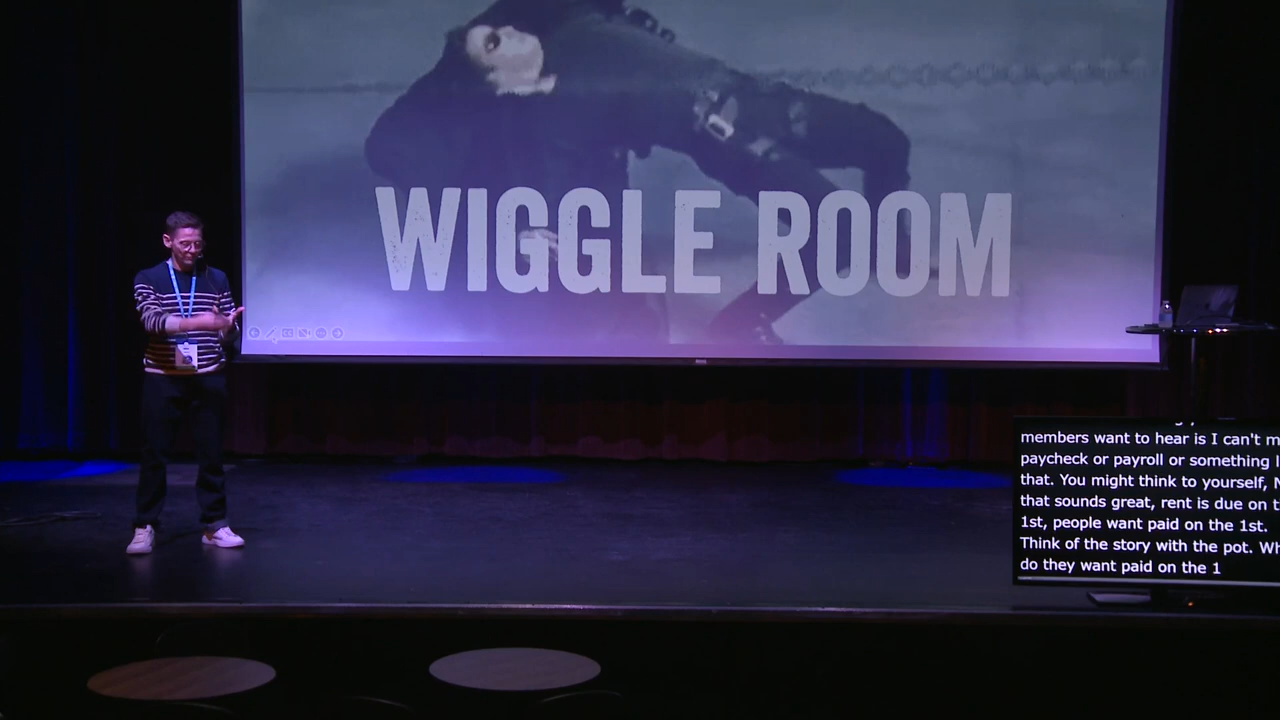 WIGGLE ROOM
members want to hear is I can't m
paycheck or payroll or something l
that. You might think to yourself, N
that sounds great, rent is due on t
1st, people want paid on the 1st.
Think of the story with the pot. Wh
do they want paid on the 1